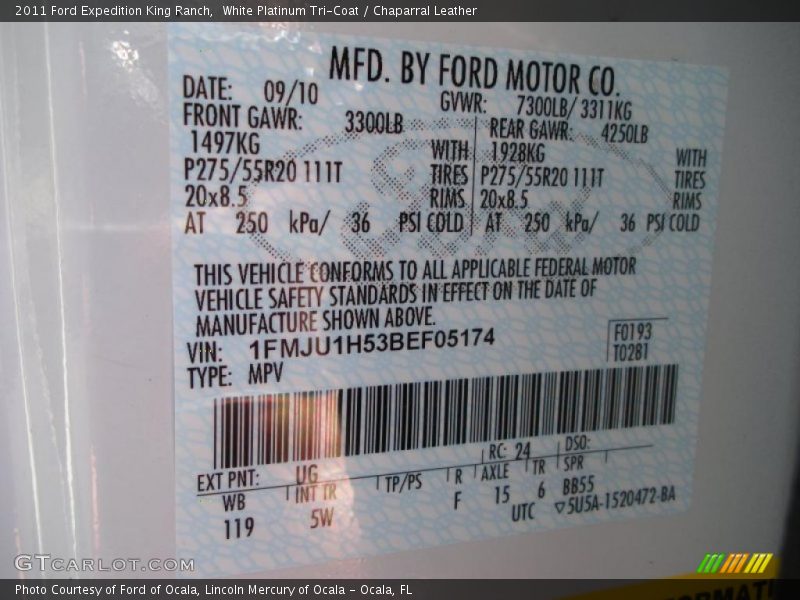 2011 Ford Expedition King Ranch, White Platinum Tri-Coat / Chaparral Leather
MFD. BY FORD MOTOR CO.
DATE: 09/10 GVWR: 7300LB/ 3311KG
FRONT GAWR: 3300LB REAR GAWR: 4250LB
1497KG WITH 1928KG WITH
P275/55R20 111T TIRES P275/55R20 111T TIRES
20x8.5 RIMS 20x8.5 RIMS
AT 250 kPa/ 36 PSI COLD AT 250 kPa/ 36 PSI COLD
THIS VEHICLE CONFORMS TO ALL APPLICABLE FEDERAL MOTOR
VEHICLE SAFETY STANDARDS IN EFFECT ON THE DATE OF
MANUFACTURE SHOWN ABOVE.
VIN: 1FMJU1H53BEF05174 F0193
TYPE: MPV T0281
EXT PNT: UG RC: 24 DSO:
WB INT TR TP/PS R AXLE TR SPR
119 5W F 15 6 BB55
UTC ▽5U5A-1520472-BA
GTCARLOT.COM
Photo Courtesy of Ford of Ocala, Lincoln Mercury of Ocala - Ocala, FL